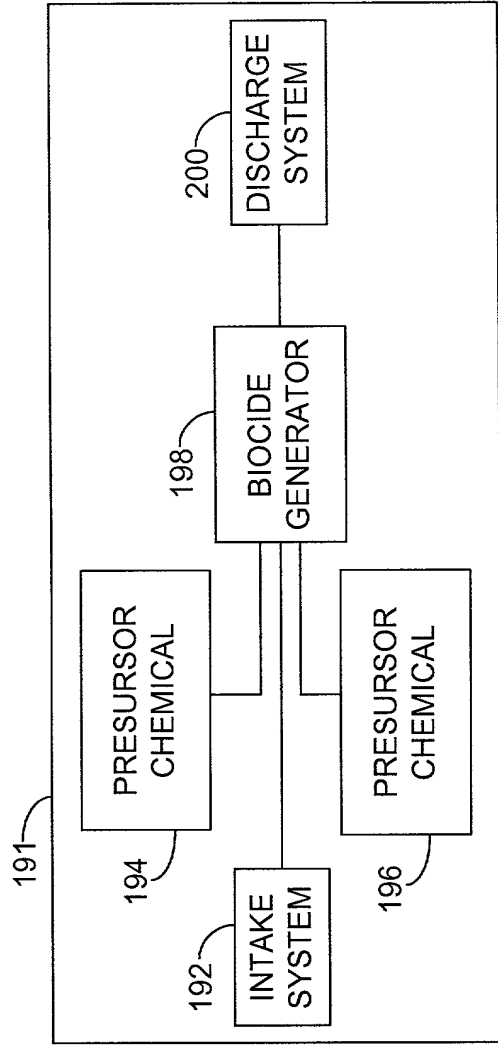 191
194
PRESURSOR
CHEMICAL
192
INTAKE
SYSTEM
198
BIOCIDE
GENERATOR
200
DISCHARGE
SYSTEM
PRESURSOR
CHEMICAL
196